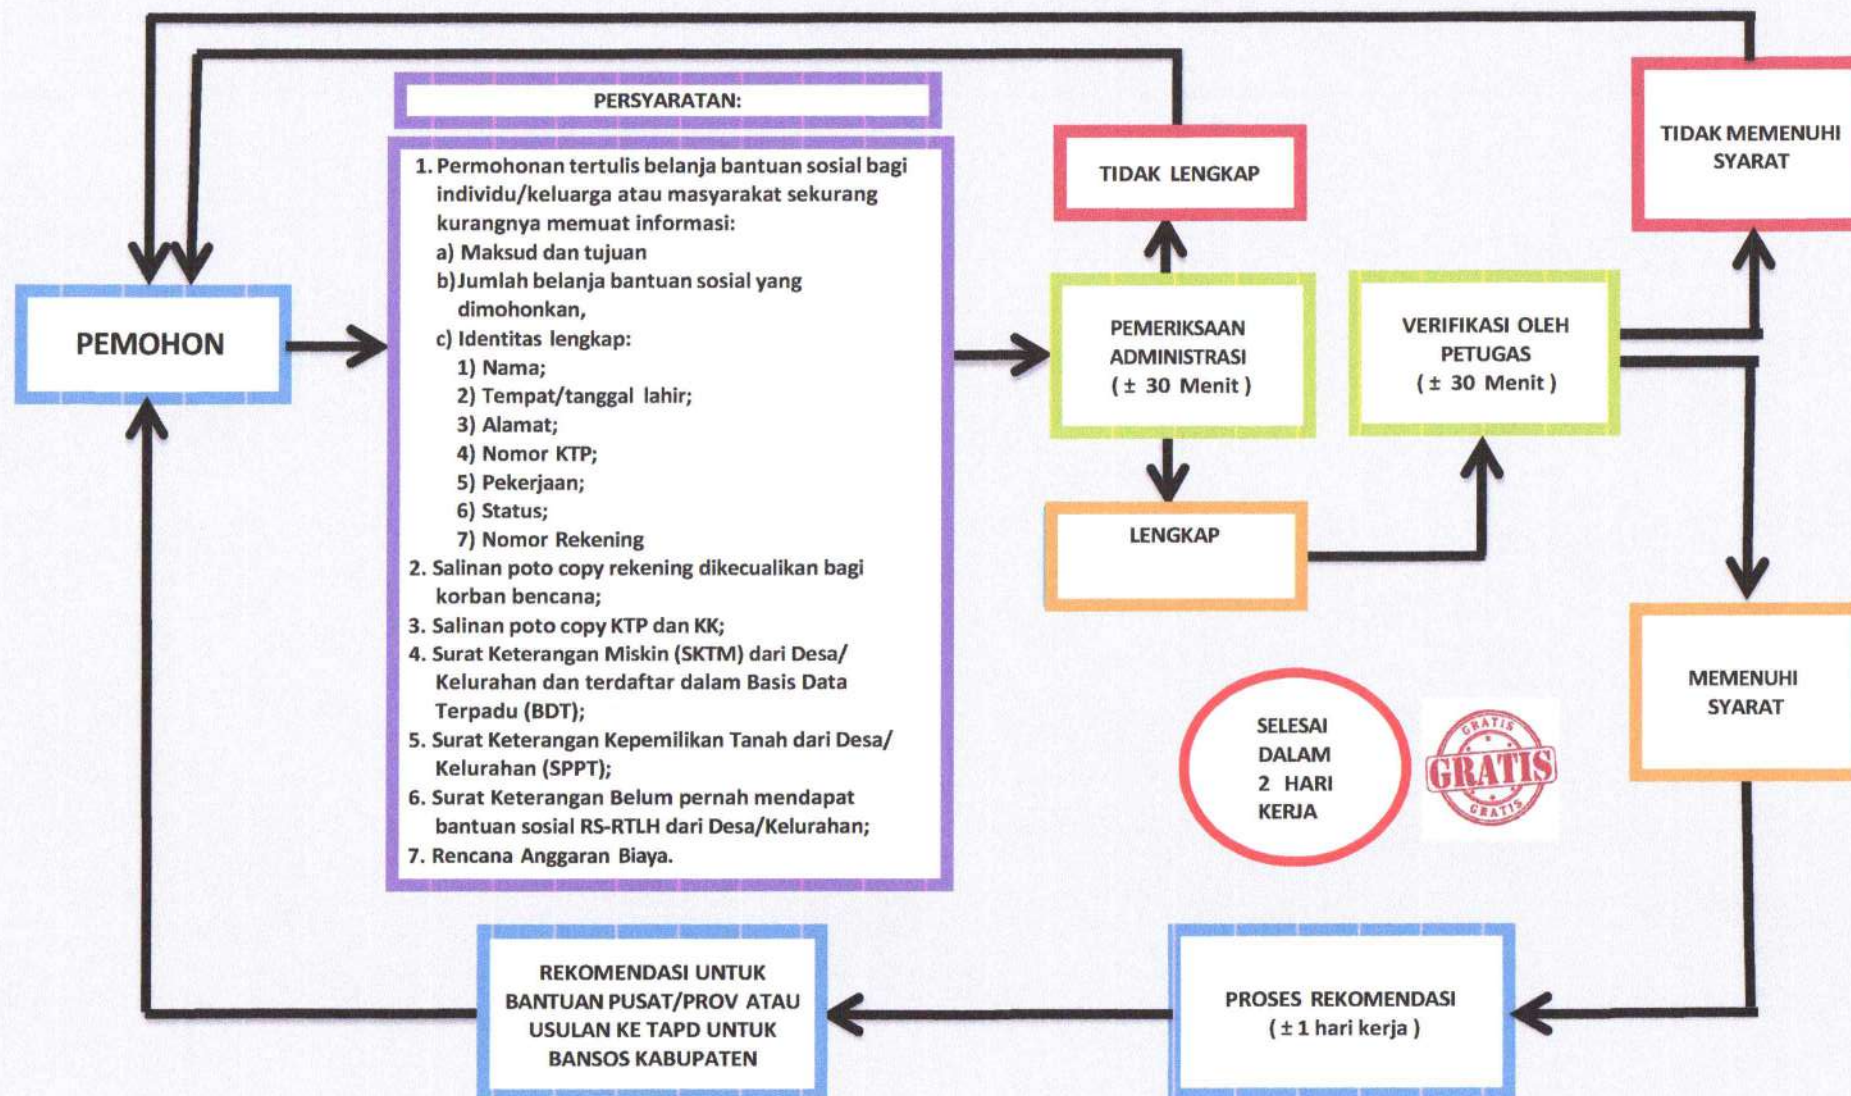 PERSYARATAN:
1. Permohonan tertulis belanja bantuan sosial bagi
individu/keluarga atau masyarakat sekurang
kurangnya memuat informasi:
a) Maksud dan tujuan
b)Jumlah belanja bantuan sosial yang
dimohonkan,
c) Identitas lengkap:
1) Nama;
2) Tempat/tanggal lahir;
3) Alamat;
4) Nomor KTP;
5) Pekerjaan;
6) Status;
7) Nomor Rekening
2. Salinan poto copy rekening dikecualikan bagi
korban bencana;
3. Salinan poto copy KTP dan KK;
4. Surat Keterangan Miskin (SKTM) dari Desa/
Kelurahan dan terdaftar dalam Basis Data
Terpadu (BDT);
5. Surat Keterangan Kepemilikan Tanah dari Desa/
Kelurahan (SPPT);
6. Surat Keterangan Belum pernah mendapat
bantuan sosial RS-RTLH dari Desa/Kelurahan;
7. Rencana Anggaran Biaya.
PEMOHON
TIDAK LENGKAP
PEMERIKSAAN
ADMINISTRASI
( ± 30 Menit )
LENGKAP
VERIFIKASI OLEH
PETUGAS
( ± 30 Menit )
TIDAK MEMENUHI
SYARAT
MEMENUHI
SYARAT
SELESAI
DALAM
2 HARI
KERJA
GRATIS
GRATIS
GRATIS
PROSES REKOMENDASI
( ± 1 hari kerja )
REKOMENDASI UNTUK
BANTUAN PUSAT/PROV ATAU
USULAN KE TAPD UNTUK
BANSOS KABUPATEN